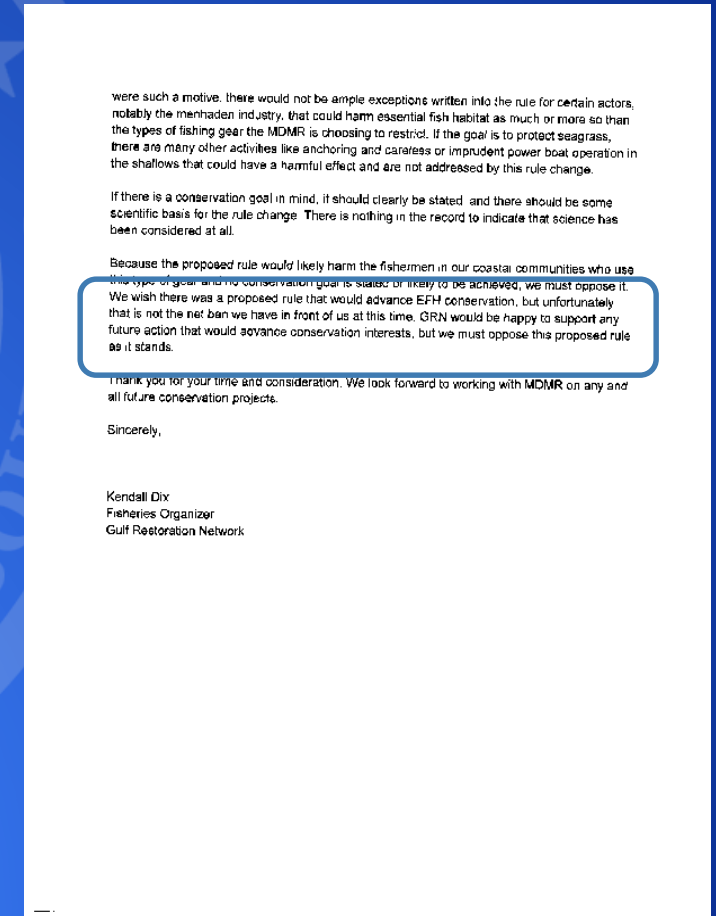 were such a motive, there would not be ample exceptions written into the rule for certain actors,
notably the menhaden industry, that could harm essential fish habitat as much or more so than
the types of fishing gear the MDMR is choosing to restrict. If the goal is to protect seagrass,
there are many other activities like anchoring and careless or imprudent power boat operation in
the shallows that could have a harmful effect and are not addressed by this rule change.
If there is a conservation goal in mind, it should clearly be stated and there should be some
scientific basis for the rule change There is nothing in the record to indicate that science has
been considered at all.
Because the proposed rule would likely harm the fishermen in our coastal communities who use
this type of gear and no conservation goal is stated or likely to be achieved, we must oppose it.
We wish there was a proposed rule that would advance EFH conservation, but unfortunately
that is not the net ban we have in front of us at this time. GRN would be happy to support any
future action that would advance conservation interests, but we must oppose this proposed rule
as it stands.
Thank you for your time and consideration. We look forward to working with MDMR on any and
all future conservation projects.
Sincerely,
Kendall Dix
Fisheries Organizer
Gulf Restoration Network